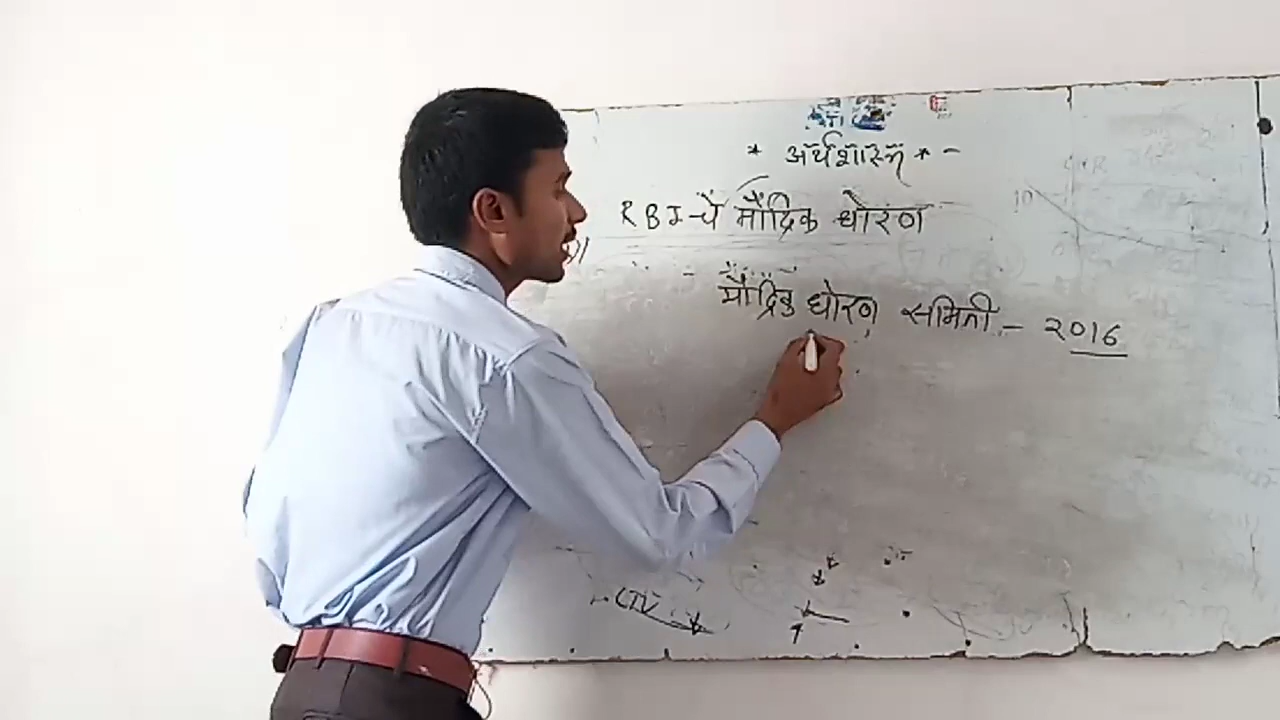 * अर्थशास्त्र * -
RBI-चे मौद्रिक धोरण
मौद्रिक धोरण समिती - 2016